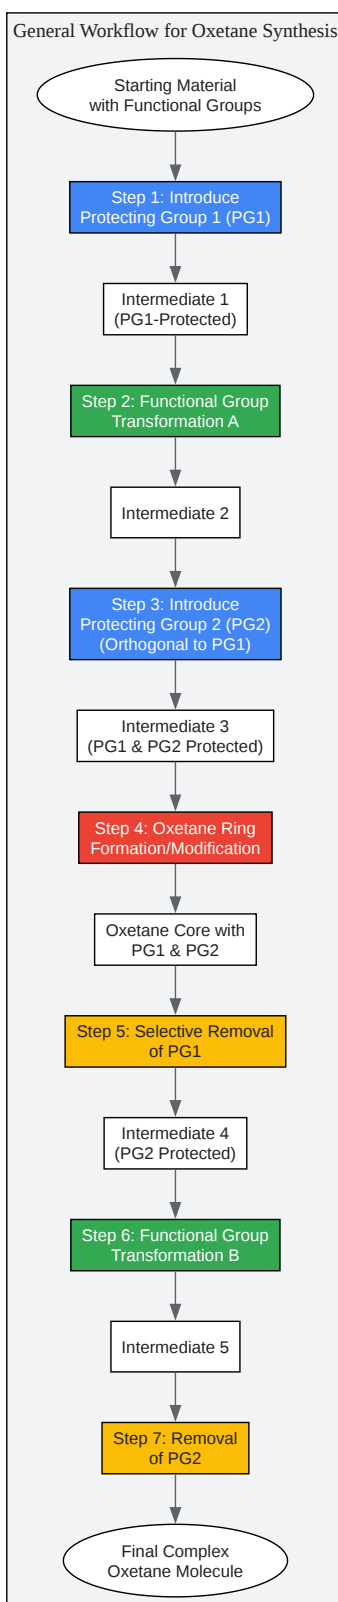 General Workflow for Oxetane Synthesis
Starting Material
with Functional Groups
Step 1: Introduce
Protecting Group 1 (PG1)
Intermediate 1
(PG1-Protected)
Step 2: Functional Group
Transformation A
Intermediate 2
Step 3: Introduce
Protecting Group 2 (PG2)
(Orthogonal to PG1)
Intermediate 3
(PG1 & PG2 Protected)
Step 4: Oxetane Ring
Formation/Modification
Oxetane Core with
PG1 & PG2
Step 5: Selective Removal
of PG1
Intermediate 4
(PG2 Protected)
Step 6: Functional Group
Transformation B
Intermediate 5
Step 7: Removal
of PG2
Final Complex
Oxetane Molecule